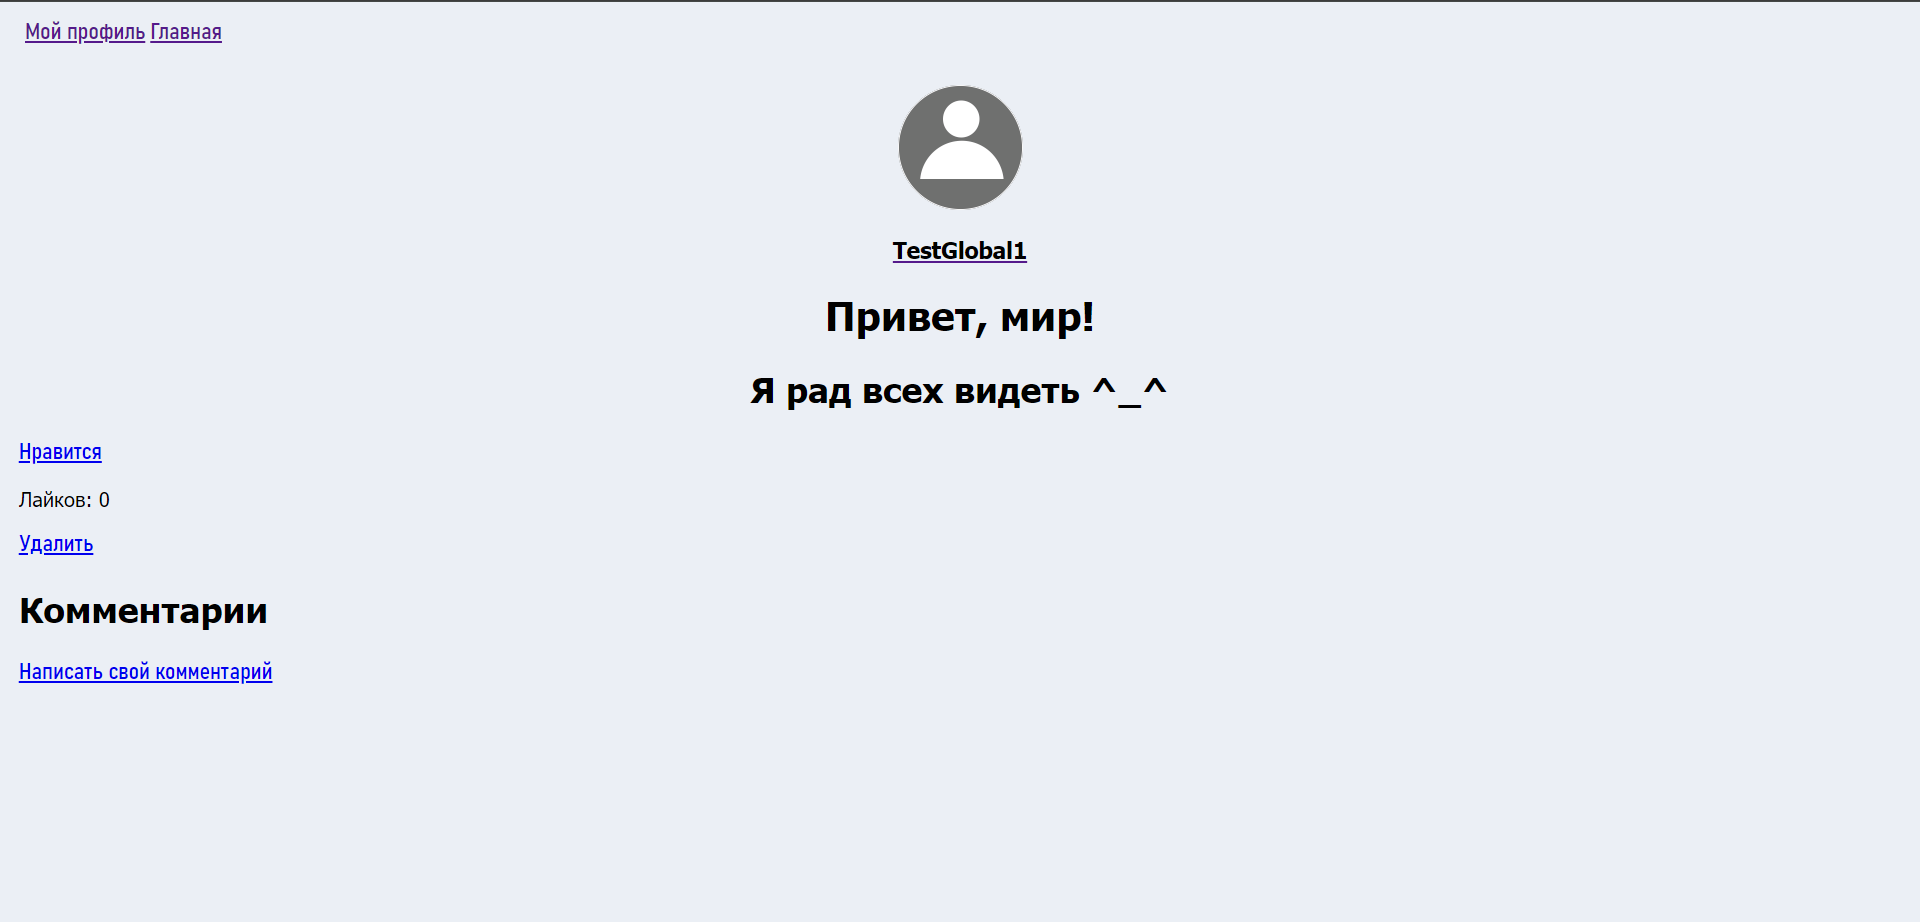 Мой профиль Главная
TestGlobal1
Привет, мир!
Я рад всех видеть ^_^
Нравится
Лайков: 0
Удалить
Комментарии
Написать свой комментарий